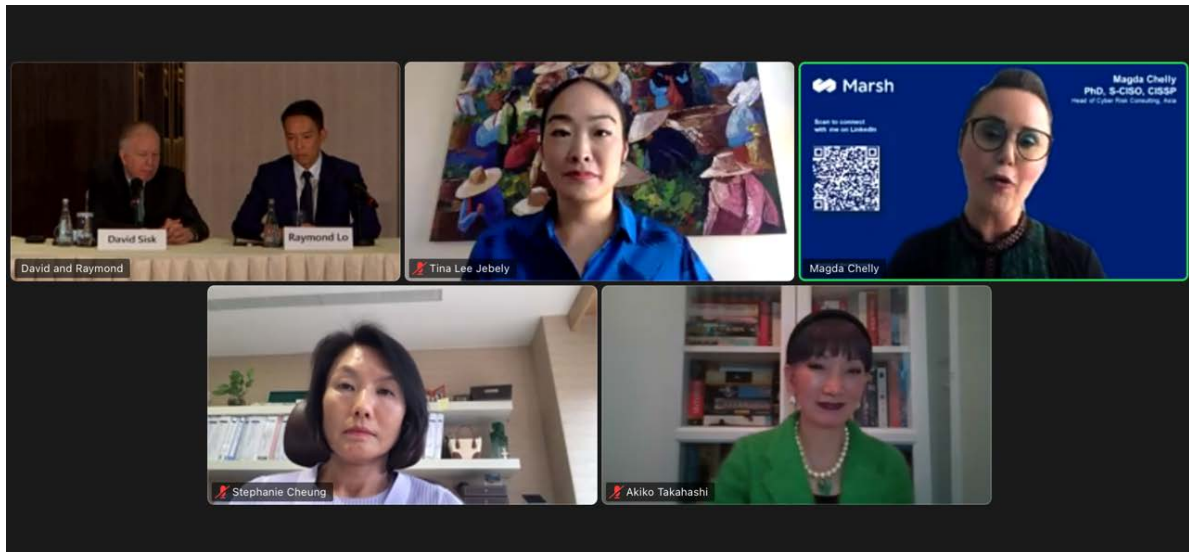 David Sisk
Raymond Lo
David and Raymond
Tina Lee Jebely
Marsh
Magda Chelly
PhD, S-CISO, CISSP
Head of Cyber Risk Consulting, Asia
Scan to connect
with me on LinkedIn
Magda Chelly
Stephanie Cheung
Akiko Takahashi